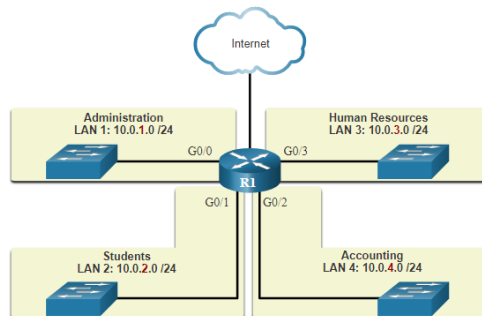 Internet
Administration
LAN 1: 10.0.1.0 /24
Human Resources
LAN 3: 10.0.3.0 /24
G0/0
G0/3
R1
G0/1
G0/2
Students
LAN 2: 10.0.2.0 /24
Accounting
LAN 4: 10.0.4.0 /24